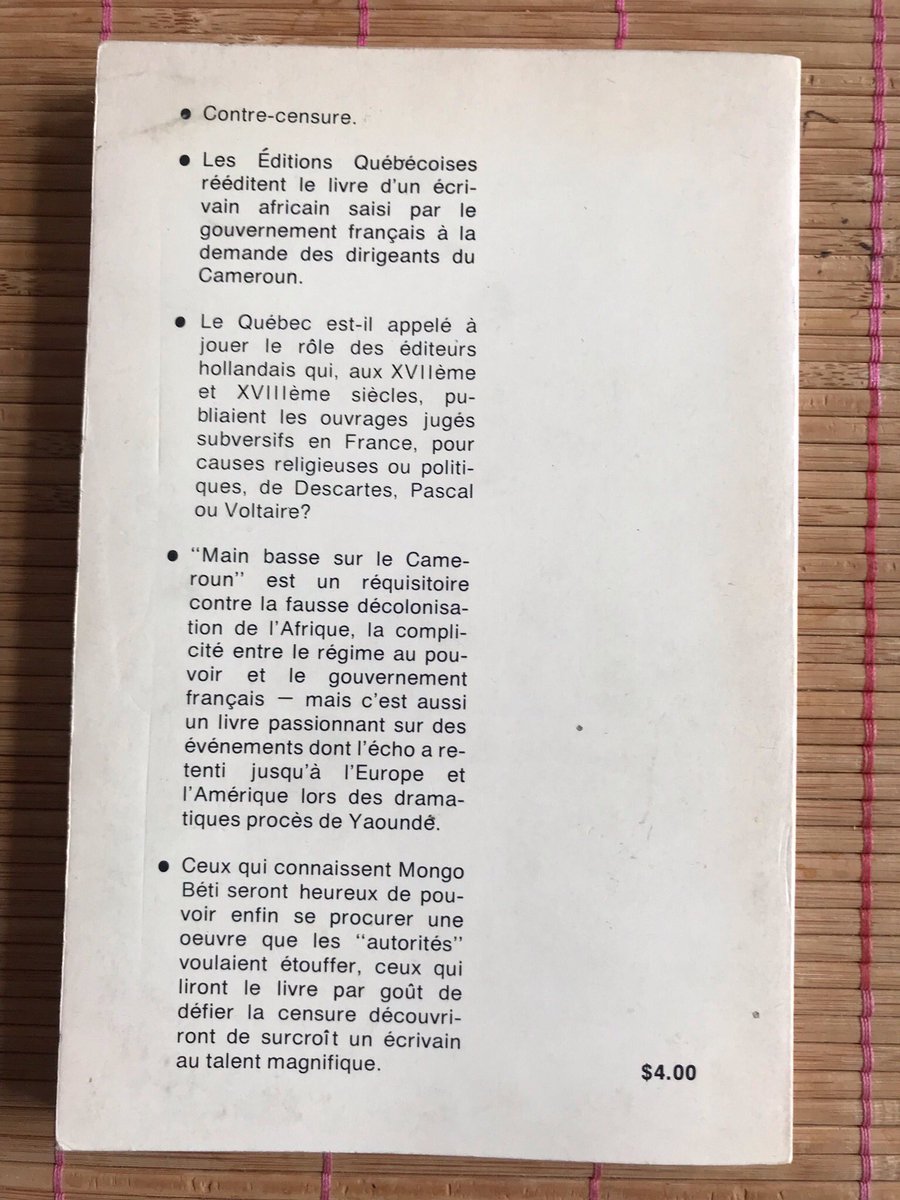 ● Contre-censure.
● Les Éditions Québécoises
rééditent le livre d'un écri-
vain africain saisi par le
gouvernement français à la
demande des dirigeants du
Cameroun.
● Le Québec est-il appelé à
jouer le rôle des éditeurs
hollandais qui, aux XVIIème
et XVIIIème siècles, pu-
bliaient les ouvrages jugés
subversifs en France, pour
causes religieuses ou politi-
ques, de Descartes, Pascal
ou Voltaire?
● "Main basse sur le Came-
roun" est un réquisitoire
contre la fausse décolonisa-
tion de l'Afrique, la compli-
cité entre le régime au pou-
voir et le gouvernement
français — mais c'est aussi
un livre passionnant sur des
événements dont l'écho a re-
tenti jusqu'à l'Europe et
l'Amérique lors des drama-
tiques procès de Yaoundé.
● Ceux qui connaissent Mongo
Béti seront heureux de pou-
voir enfin se procurer une
oeuvre que les "autorités"
voulaient étouffer, ceux qui
liront le livre par goût de
défier la censure découvri-
ront de surcroît un écrivain
au talent magnifique.
$4.00